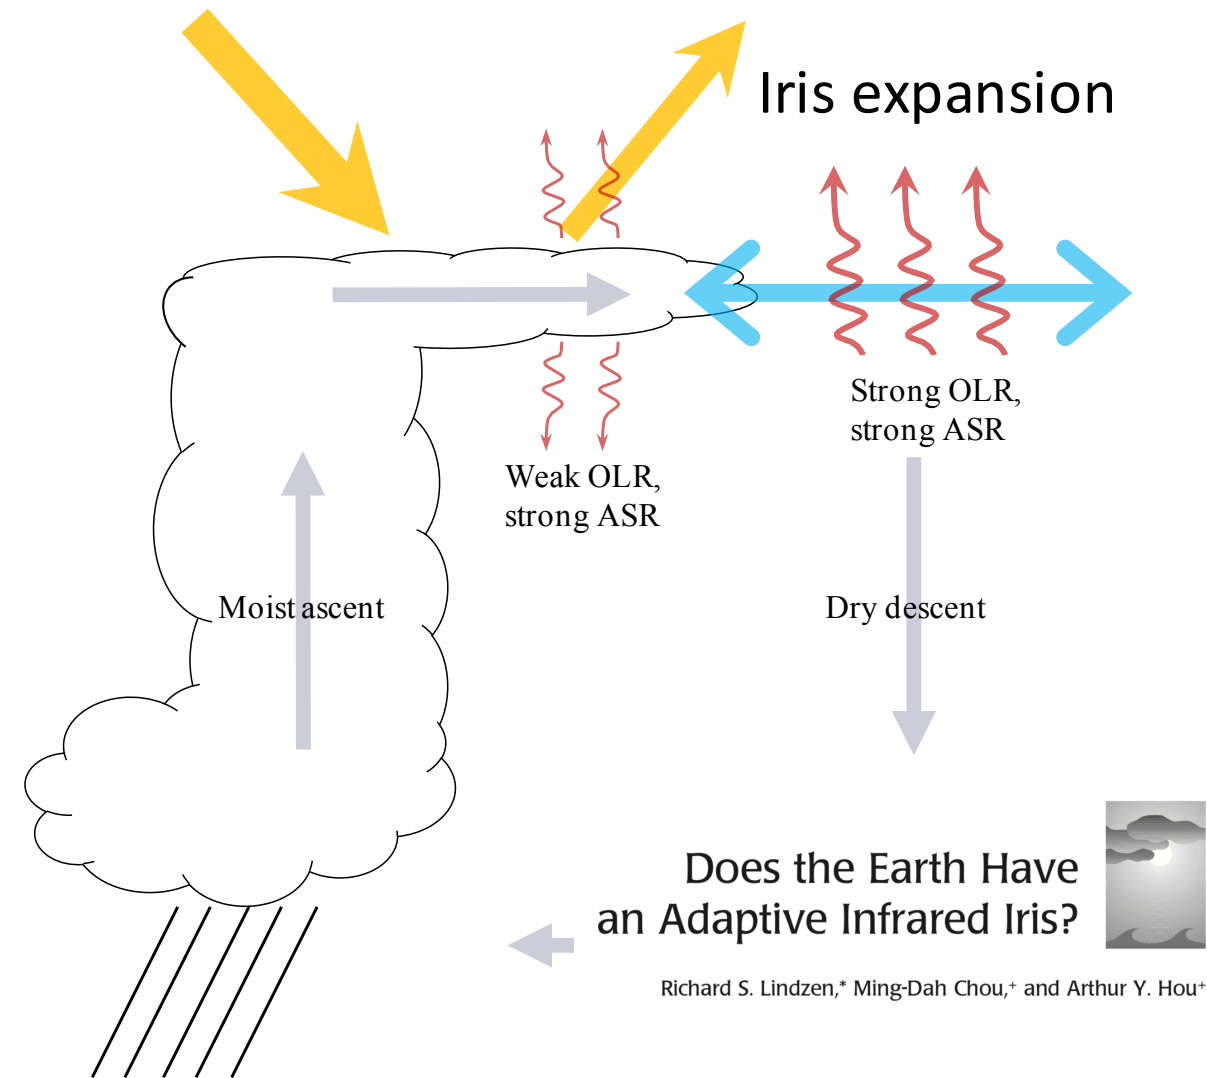 Iris expansion
Strong OLR,
strong ASR
Weak OLR,
strong ASR
Moist ascent
Dry descent
Does the Earth Have
an Adaptive Infrared Iris?
Richard S. Lindzen,* Ming-Dah Chou,+ and Arthur Y. Hou+